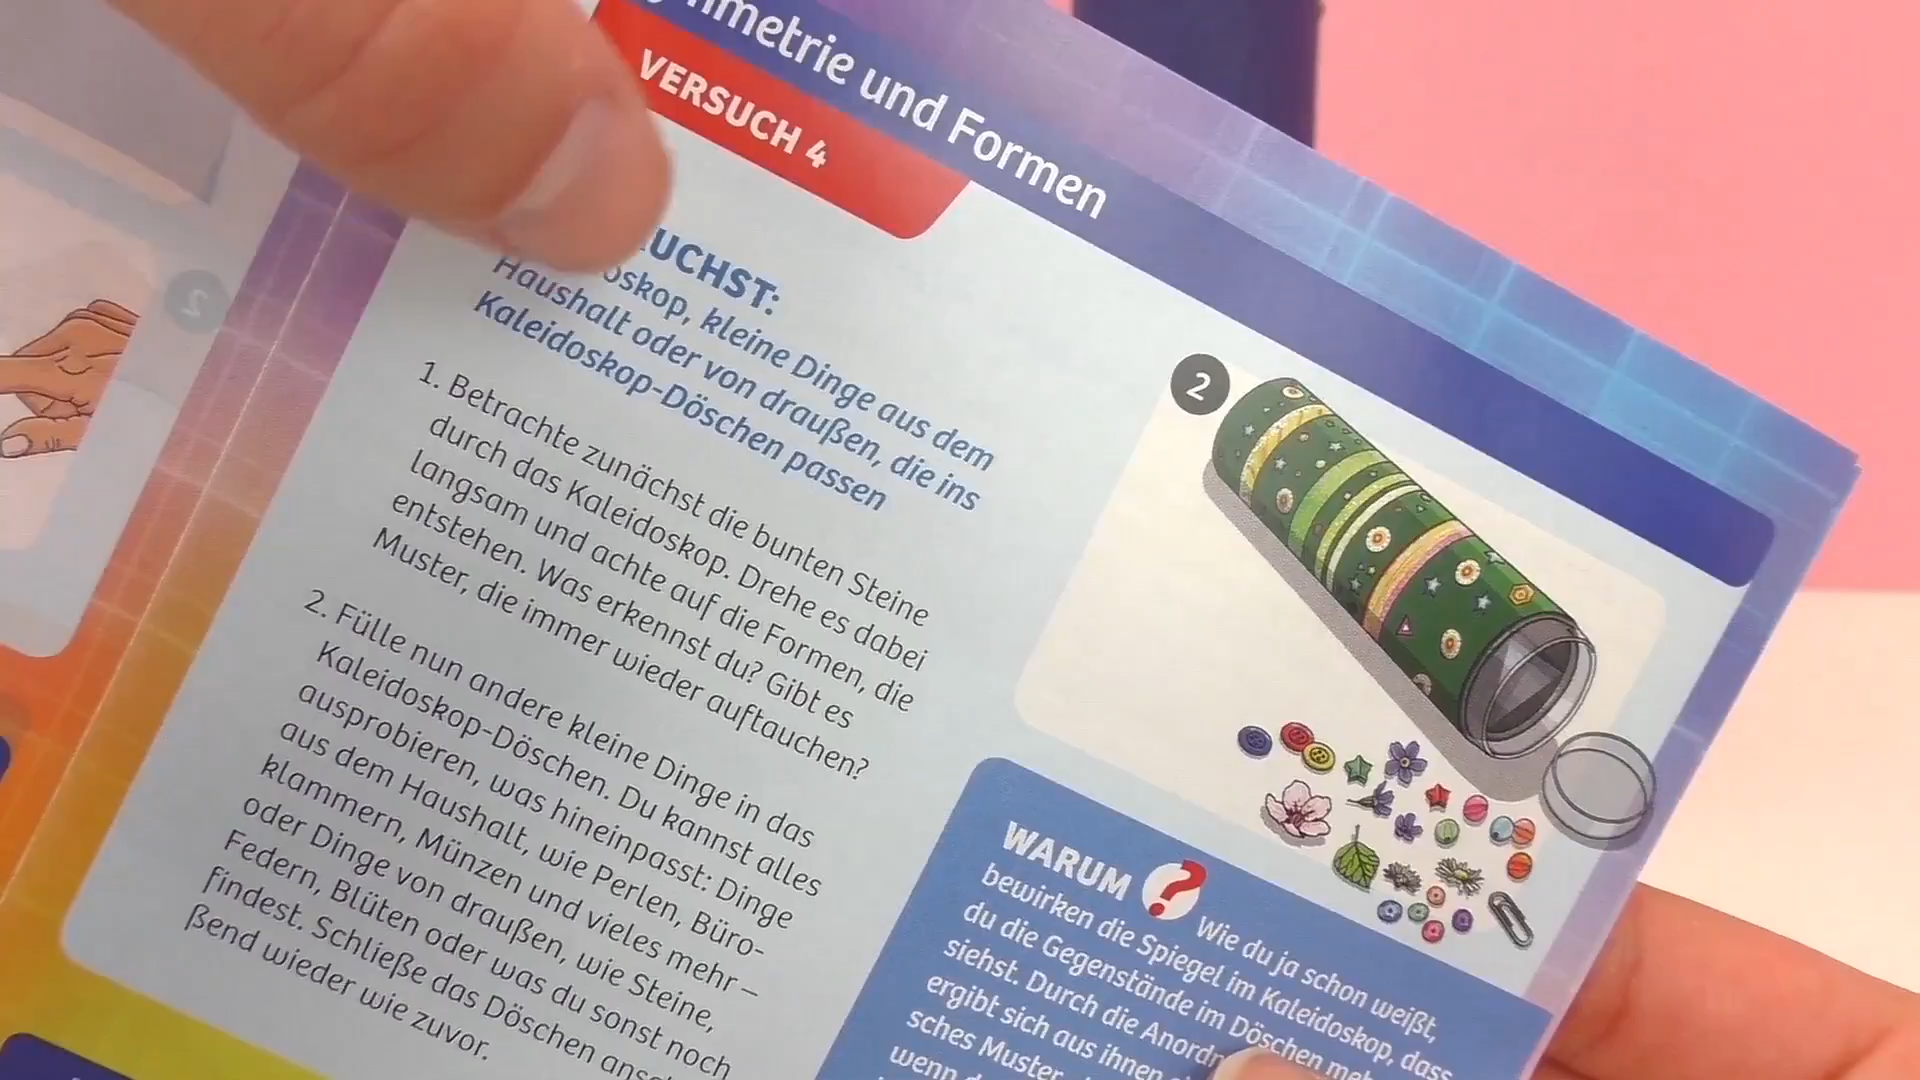 und Formen
VERSUCH 4
kleine Dinge aus dem
Haushalt oder von draußen, die ins
Kaleidoskop-Döschen passen
1. Betrachte zunächst die bunten Steine
durch das Kaleidoskop. Drehe es dabei
langsam und achte auf die Formen, die
entstehen. Was erkennst du? Gibt es
Muster, die immer wieder auftauchen?
2. Fülle nun andere kleine Dinge in das
Kaleidoskop-Döschen. Du kannst alles
ausprobieren, was hineinpasst: Dinge
aus dem Haushalt, wie Perlen, Büro-
klammern, Münzen und vieles mehr –
oder Dinge von draußen, wie Steine,
Federn, Blüten oder was du sonst noch
findest. Schließe das Döschen
ßend wieder wie zuvor.
2
2
WARUM ? Wie du ja schon weißt,
bewirken die Spiegel im Kaleidoskop, dass
du die Gegenstände im Döschen
siehst. Durch die
ergibt sich aus ihnen
sches Muster
wenn